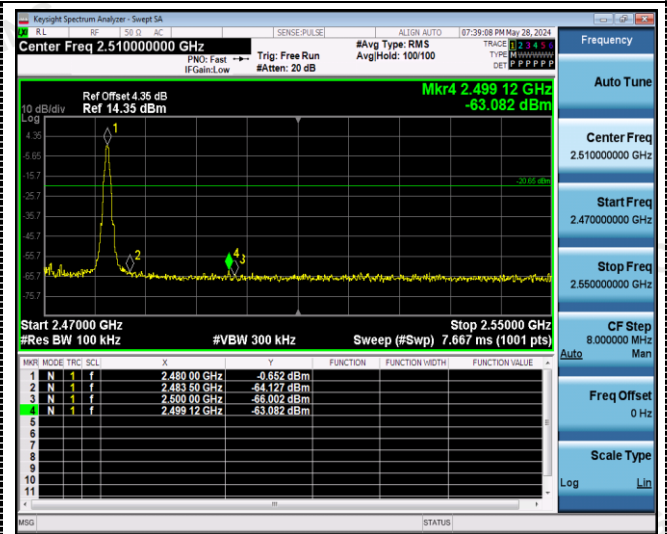 Keysight Spectrum Analyzer - Swept SA
RL RF 50 Ω AC SENSE:PULSE ALIGN AUTO 07:39:08 PM May 28, 2024
Center Freq 2.510000000 GHz #Avg Type: RMS TRACE 1 2 3 4 5 6 Frequency
PNO: Fast Trig: Free Run Avg|Hold: 100/100 TYPE M W W W W W
IFGain:Low #Atten: 20 dB DET P P P P P P
Auto Tune
Mkr4 2.499 12 GHz
Ref Offset 4.35 dB
10 dB/div Ref 14.35 dBm -63.082 dBm
Log
1
4.35
Center Freq
2.510000000 GHz
-5.65
-15.7
-20.65 dBm
-25.7
Start Freq
2.470000000 GHz
-35.7
-45.7
-55.7
2 4 3
-65.7
Stop Freq
2.550000000 GHz
-75.7
Start 2.47000 GHz Stop 2.55000 GHz
#Res BW 100 kHz #VBW 300 kHz Sweep (#Swp) 7.667 ms (1001 pts)
CF Step
8.000000 MHz
Auto Man
MKR MODE TRC SCL X Y FUNCTION FUNCTION WIDTH FUNCTION VALUE
1 N 1 f 2.480 00 GHz -0.652 dBm
2 N 1 f 2.483 50 GHz -64.127 dBm
3 N 1 f 2.500 00 GHz -66.002 dBm
4 N 1 f 2.499 12 GHz -63.082 dBm
5
6
7
8
9
10
11
Freq Offset
0 Hz
Scale Type
Log Lin
MSG STATUS